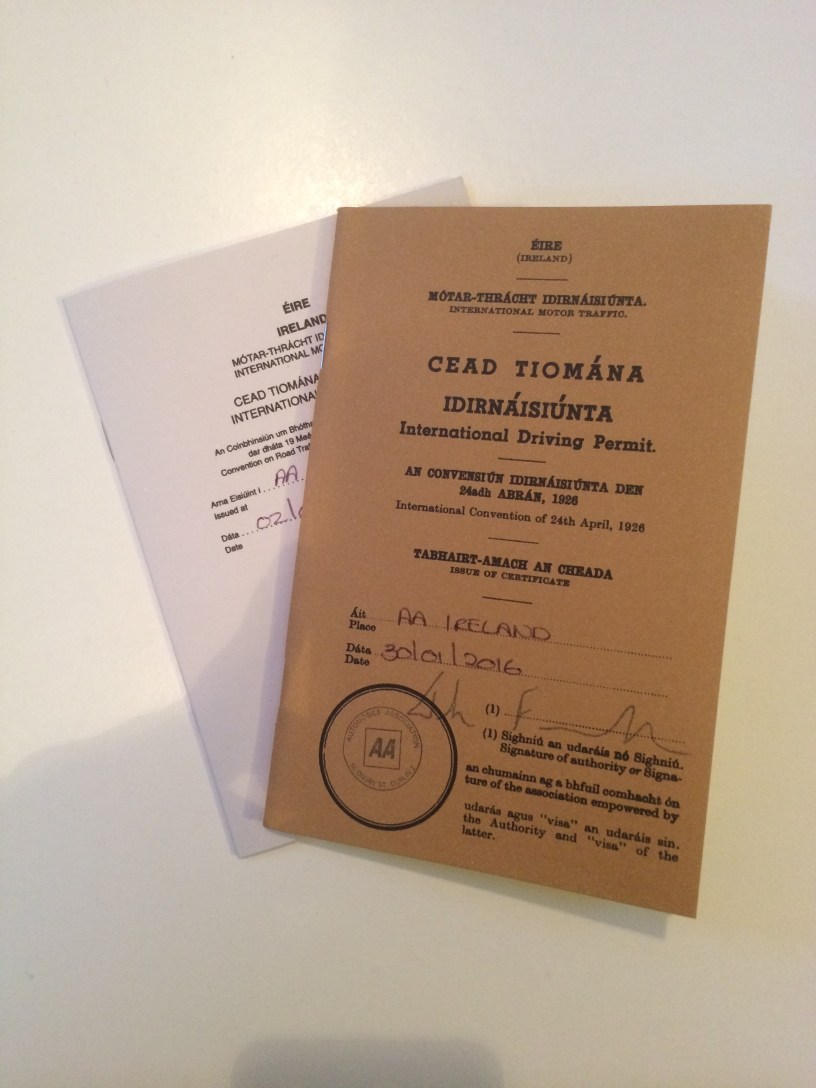 ÉIRE
IRELAND
MÓTAR-THRÁCHT
INTERNATIONAL
CEAD TIOMÁNA
INTERNATIONAL
An Coinbhinsiún um
dar dháta 19
Convention on Road
Arna Eisiúint i AA
Issued at
Dáta 02/
Date
ÉIRE
(IRELAND)
MÓTAR-THRÁCHT IDIRNÁISIÚNTA.
INTERNATIONAL MOTOR TRAFFIC.
CEAD TIOMÁNA
IDIRNÁISIÚNTA
International Driving Permit.
AN CONVENSIÚN IDIRNÁISIÚNTA DEN
24adh ABRÁN, 1926
International Convention of 24th April, 1926
TABHAIRT-AMACH AN CHEADA
ISSUE OF CERTIFICATE
Áit
Place AA IRELAND
Dáta
Date 30/01/2016
(1)
(1) Sighniú an udaráis nó Sighniú.
Signature of authority or Signa-
an chumainn ag a bhfuil comhacht ón
ture of the association empowered by
udarás agus "visa" an udaráis sin.
the Authority and "visa" of the
latter.
AUTOMOBILE ASSOCIATION
AA